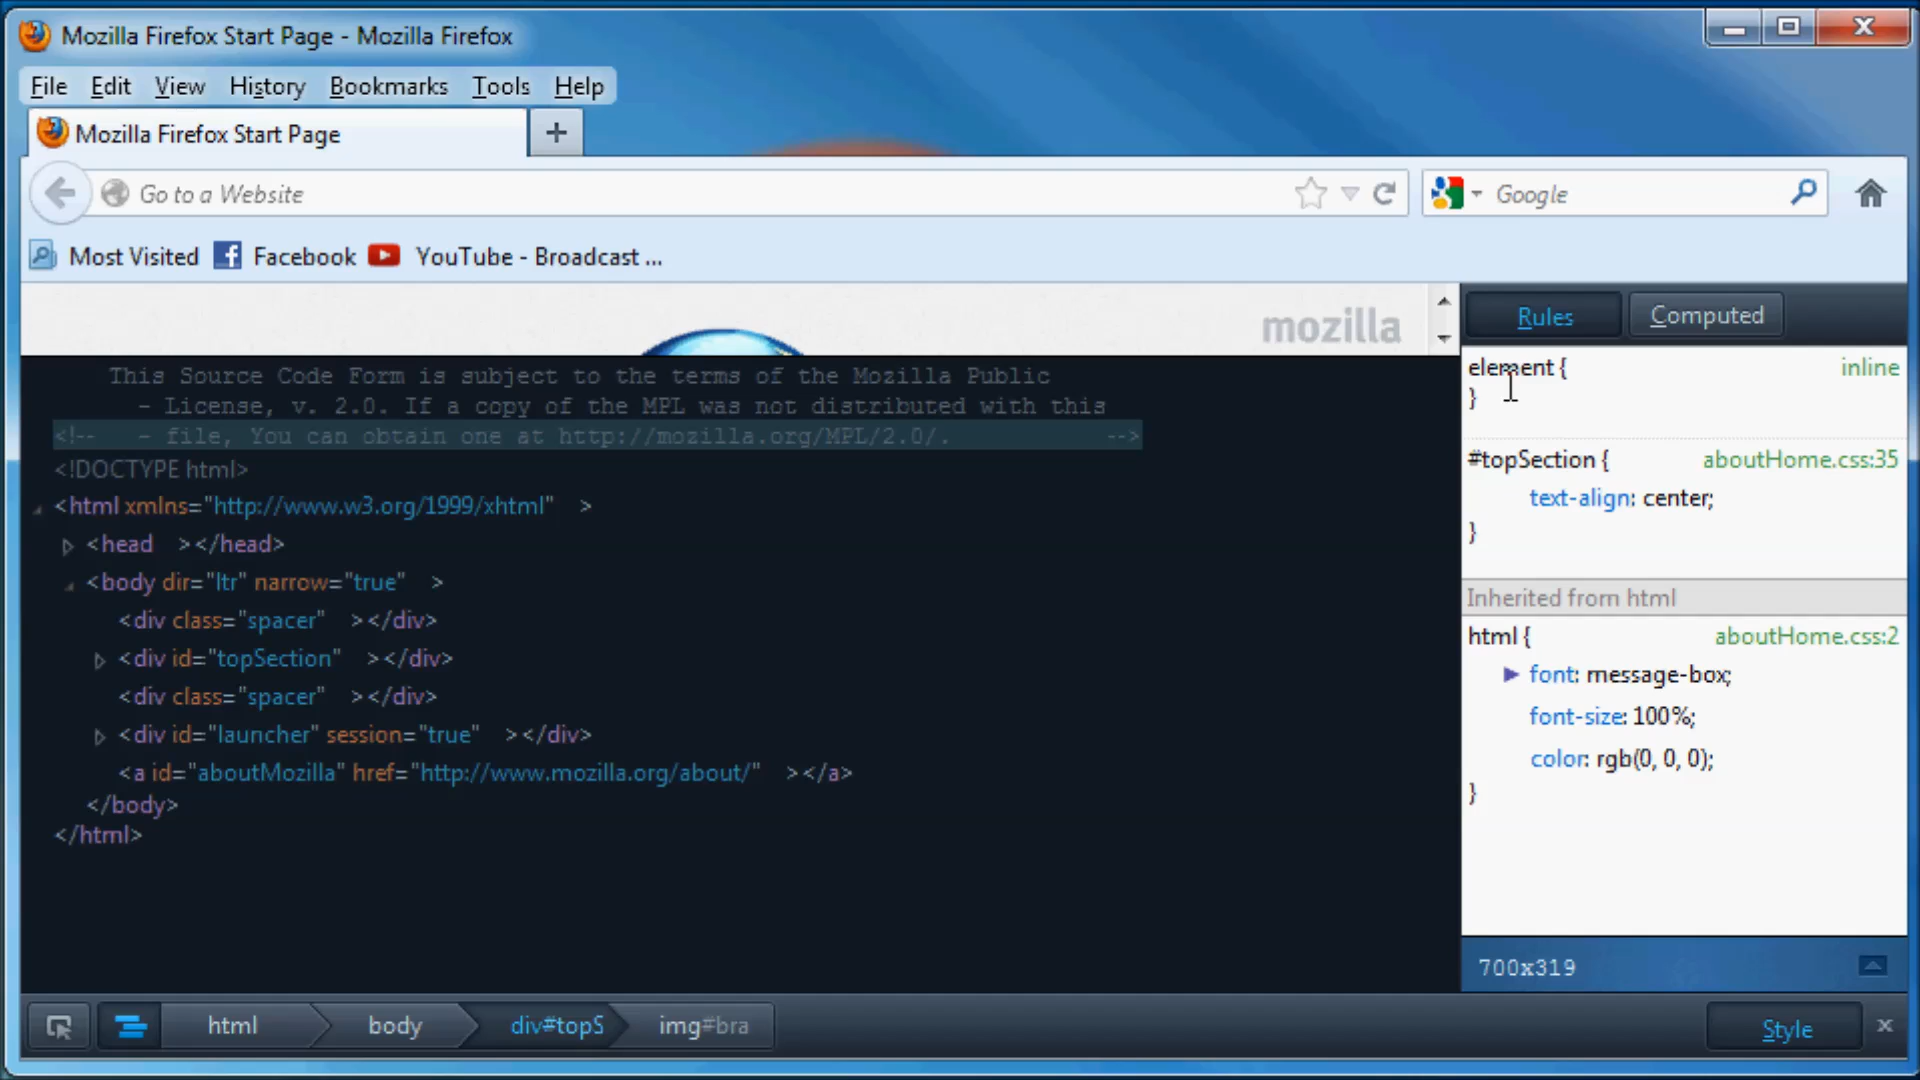 Mozilla Firefox Start Page - Mozilla Firefox
File Edit View History Bookmarks Tools Help
Mozilla Firefox Start Page
Go to a Website
Google
Most Visited Facebook YouTube - Broadcast ...
mozilla
Rules Computed
This Source Code Form is subject to the terms of the Mozilla Public
- License, v. 2.0. If a copy of the MPL was not distributed with this
<!-- - file, You can obtain one at http://mozilla.org/MPL/2.0/. -->
<!DOCTYPE html>
<html xmlns="http://www.w3.org/1999/xhtml" >
<head ></head>
<body dir="ltr" narrow="true" >
<div class="spacer" ></div>
<div id="topSection" ></div>
<div class="spacer" ></div>
<div id="launcher" session="true" ></div>
<a id="aboutMozilla" href="http://www.mozilla.org/about/" ></a>
</body>
</html>
element { inline
}
#topSection { aboutHome.css:35
text-align: center;
}
Inherited from html
html { aboutHome.css:2
font: message-box;
font-size: 100%;
color: rgb(0, 0, 0);
}
700x319
html body div#topS img#bra
Style